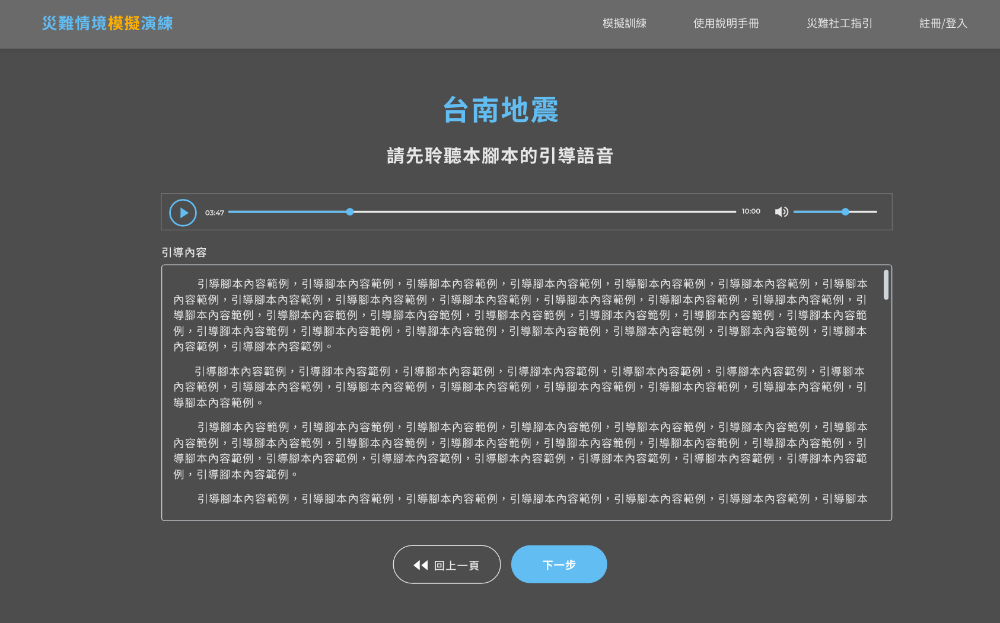 災難情境模擬演練
模擬訓練
使用說明手冊
災難社工指引
註冊/登入
台南地震
請先聆聽本腳本的引導語音
03:47
10:00
引導內容
引導腳本內容範例，引導腳本內容範例，引導腳本內容範例，引導腳本內容範例，引導腳本內容範例，引導腳本內容範例，引導腳本
內容範例，引導腳本內容範例，引導腳本內容範例，引導腳本內容範例，引導腳本內容範例，引導腳本內容範例，引導腳本內容範例，引
導腳本內容範例，引導腳本內容範例，引導腳本內容範例，引導腳本內容範例，引導腳本內容範例，引導腳本內容範例，引導腳本內容範
例，引導腳本內容範例，引導腳本內容範例，引導腳本內容範例，引導腳本內容範例，引導腳本內容範例，引導腳本內容範例，引導腳本
內容範例，引導腳本內容範例。
引導腳本內容範例，引導腳本內容範例，引導腳本內容範例，引導腳本內容範例，引導腳本內容範例，引導腳本內容範例，引導腳本
內容範例，引導腳本內容範例，引導腳本內容範例，引導腳本內容範例，引導腳本內容範例，引導腳本內容範例，引導腳本內容範例，引
導腳本內容範例。
引導腳本內容範例，引導腳本內容範例，引導腳本內容範例，引導腳本內容範例，引導腳本內容範例，引導腳本內容範例，引導腳本
內容範例，引導腳本內容範例，引導腳本內容範例，引導腳本內容範例，引導腳本內容範例，引導腳本內容範例，引導腳本內容範例，引
導腳本內容範例，引導腳本內容範例，引導腳本內容範例，引導腳本內容範例，引導腳本內容範例，引導腳本內容範例，引導腳本內容範
例，引導腳本內容範例。
引導腳本內容範例，引導腳本內容範例，引導腳本內容範例，引導腳本內容範例，引導腳本內容範例，引導腳本內容範例，引導腳本
回上一頁
下一步